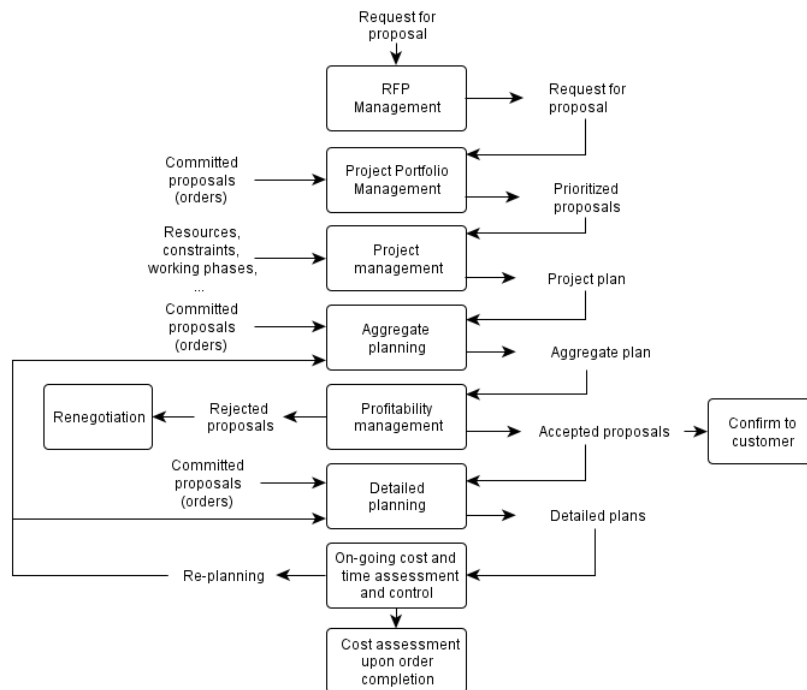 Request for
proposal
RFP
Management
Request for
proposal
Committed
proposals
(orders)
Project Portfolio
Management
Prioritized
proposals
Resources,
constraints,
working phases,
...
Project
management
Project plan
Committed
proposals
(orders)
Aggregate
planning
Aggregate plan
Renegotiation
Rejected
proposals
Profitability
management
Accepted proposals
Confirm to
customer
Committed
proposals
(orders)
Detailed
planning
Detailed plans
Re-planning
On-going cost and
time assessment
and control
Cost assessment
upon order
completion